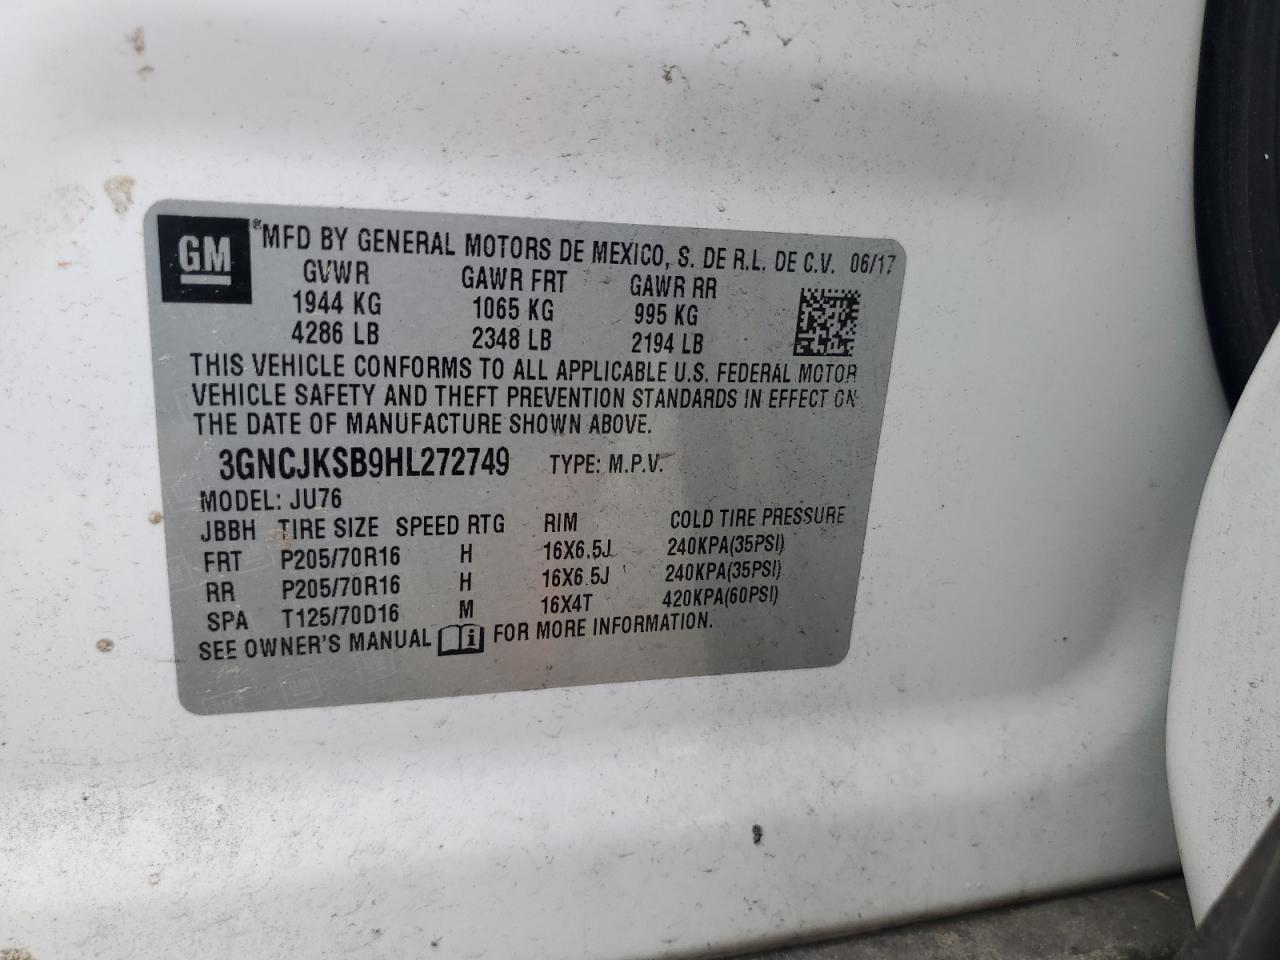 GM ® MFD BY GENERAL MOTORS DE MEXICO, S. DE R.L. DE C.V. 06/17
GVWR GAWR FRT GAWR RR
1944 KG 1065 KG 995 KG
4286 LB 2348 LB 2194 LB
THIS VEHICLE CONFORMS TO ALL APPLICABLE U.S. FEDERAL MOTOR
VEHICLE SAFETY AND THEFT PREVENTION STANDARDS IN EFFECT ON
THE DATE OF MANUFACTURE SHOWN ABOVE.
3GNCJKSB9HL272749 TYPE: M.P.V.
MODEL: JU76
JBBH TIRE SIZE SPEED RTG RIM COLD TIRE PRESSURE
FRT P205/70R16 H 16X6.5J 240KPA(35PSI)
RR P205/70R16 H 16X6.5J 240KPA(35PSI)
SPA T125/70D16 M 16X4T 420KPA(60PSI)
SEE OWNER'S MANUAL i FOR MORE INFORMATION.